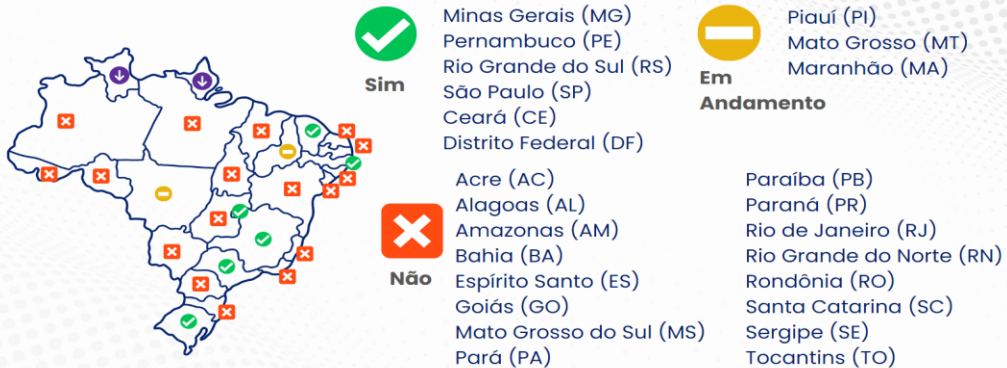 Sim
Minas Gerais (MG)
Pernambuco (PE)
Rio Grande do Sul (RS)
São Paulo (SP)
Ceará (CE)
Distrito Federal (DF)
Em
Andamento
Piauí (PI)
Mato Grosso (MT)
Maranhão (MA)
Não
Acre (AC)
Alagoas (AL)
Amazonas (AM)
Bahia (BA)
Espírito Santo (ES)
Goiás (GO)
Mato Grosso do Sul (MS)
Pará (PA)
Paraíba (PB)
Paraná (PR)
Rio de Janeiro (RJ)
Rio Grande do Norte (RN)
Rondônia (RO)
Santa Catarina (SC)
Sergipe (SE)
Tocantins (TO)